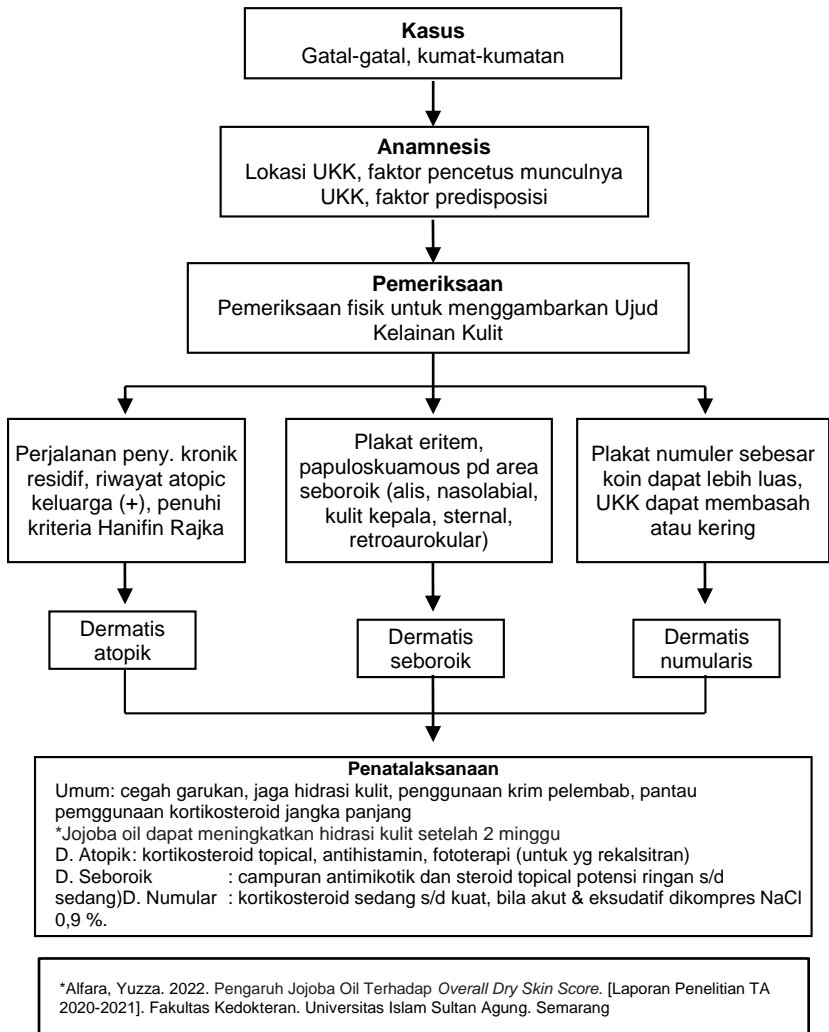 Kasus
Gatal-gatal, kumat-kumatan
Anamnesis
Lokasi UKK, faktor pencetus munculnya
UKK, faktor predisposisi
Pemeriksaan
Pemeriksaan fisik untuk menggambarkan Ujud
Kelainan Kulit
Perjalanan peny. kronik
residif, riwayat atopic
keluarga (+), penuhi
kriteria Hanifin Rajka
Plakat eritem,
papuloskuamous pd area
seboroik (alis, nasolabial,
kulit kepala, sternal,
retroaurokular)
Plakat numuler sebesar
koin dapat lebih luas,
UKK dapat membasah
atau kering
Dermatis
atopik
Dermatis
seboroik
Dermatis
numularis
Penatalaksanaan
Umum: cegah garukan, jaga hidrasi kulit, penggunaan krim pelembab, pantau
pemggunaan kortikosteroid jangka panjang
*Jojoba oil dapat meningkatkan hidrasi kulit setelah 2 minggu
D. Atopik: kortikosteroid topical, antihistamin, fototerapi (untuk yg rekalsitran)
D. Seboroik : campuran antimikotik dan steroid topical potensi ringan s/d
sedang)D. Numular : kortikosteroid sedang s/d kuat, bila akut & eksudatif dikompres NaCl
0,9 %.
*Alfara, Yuzza. 2022. Pengaruh Jojoba Oil Terhadap Overall Dry Skin Score. [Laporan Penelitian TA
2020-2021]. Fakultas Kedokteran. Universitas Islam Sultan Agung. Semarang